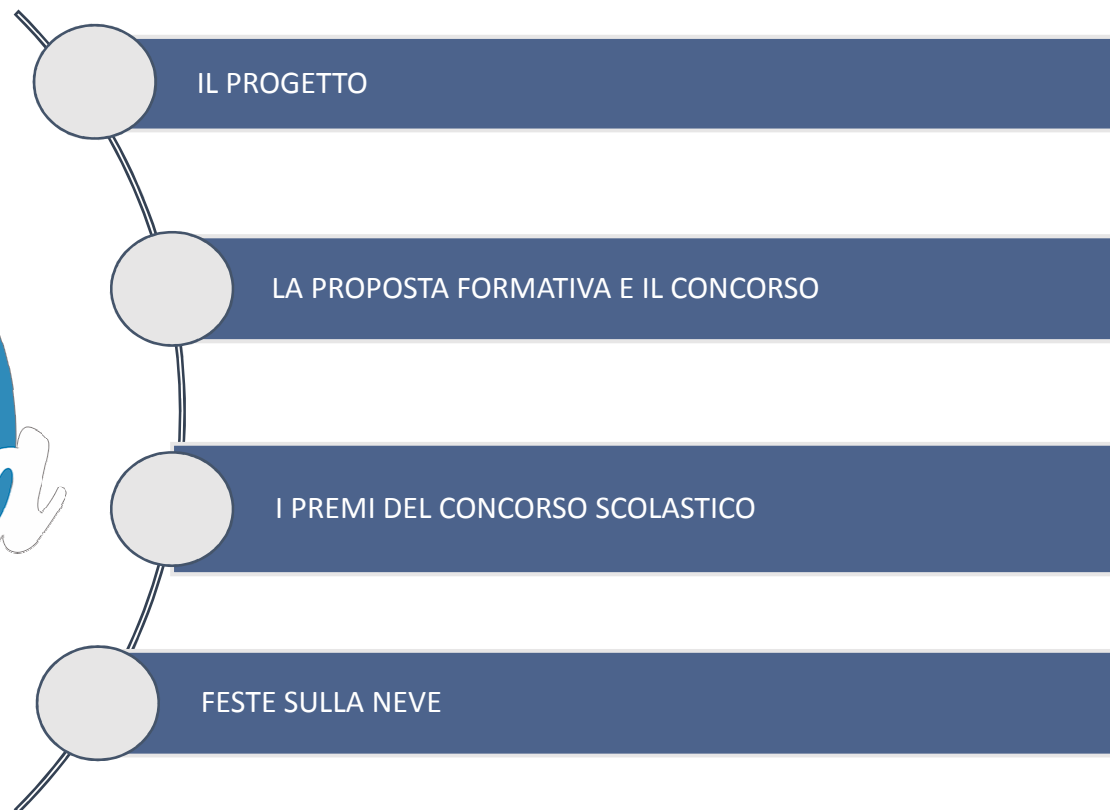 IL PROGETTO
LA PROPOSTA FORMATIVA E IL CONCORSO
I PREMI DEL CONCORSO SCOLASTICO
FESTE SULLA NEVE